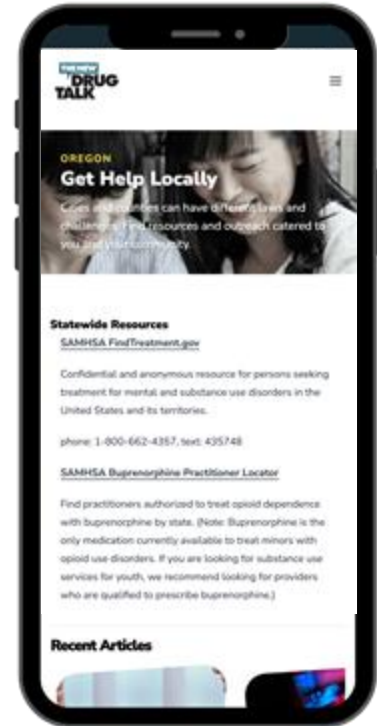 THE NEW
DRUG
TALK
OREGON
Get Help Locally
Cities and counties can have different laws and
challenges. Find resources and outreach catered to
you and your community.
Statewide Resources
SAMHSA FindTreatment.gov
Confidential and anonymous resource for persons seeking
treatment for mental and substance use disorders in the
United States and its territories.
phone: 1-800-662-4357, text: 435748
SAMHSA Buprenorphine Practitioner Locator
Find practitioners authorized to treat opioid dependence
with buprenorphine by state. (Note: Buprenorphine is the
only medication currently available to treat minors with
opioid use disorders. If you are looking for substance use
services for youth, we recommend looking for providers
who are qualified to prescribe buprenorphine.)
Recent Articles